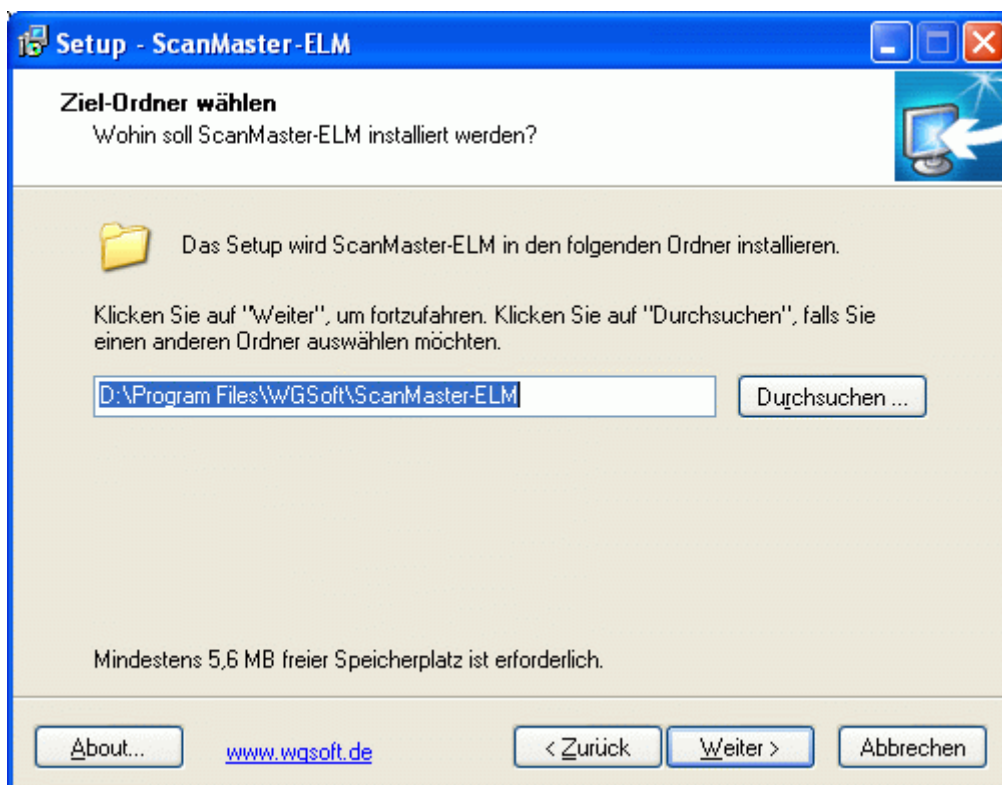 Setup - ScanMaster-ELM
Ziel-Ordner wählen
Wohin soll ScanMaster-ELM installiert werden?
Das Setup wird ScanMaster-ELM in den folgenden Ordner installieren.
Klicken Sie auf "Weiter", um fortzufahren. Klicken Sie auf "Durchsuchen", falls Sie
einen anderen Ordner auswählen möchten.
D:\Program Files\WGSoft\ScanMaster-ELM
Durchsuchen ...
Mindestens 5,6 MB freier Speicherplatz ist erforderlich.
About...
www.wgsoft.de
< Zurück
Weiter >
Abbrechen